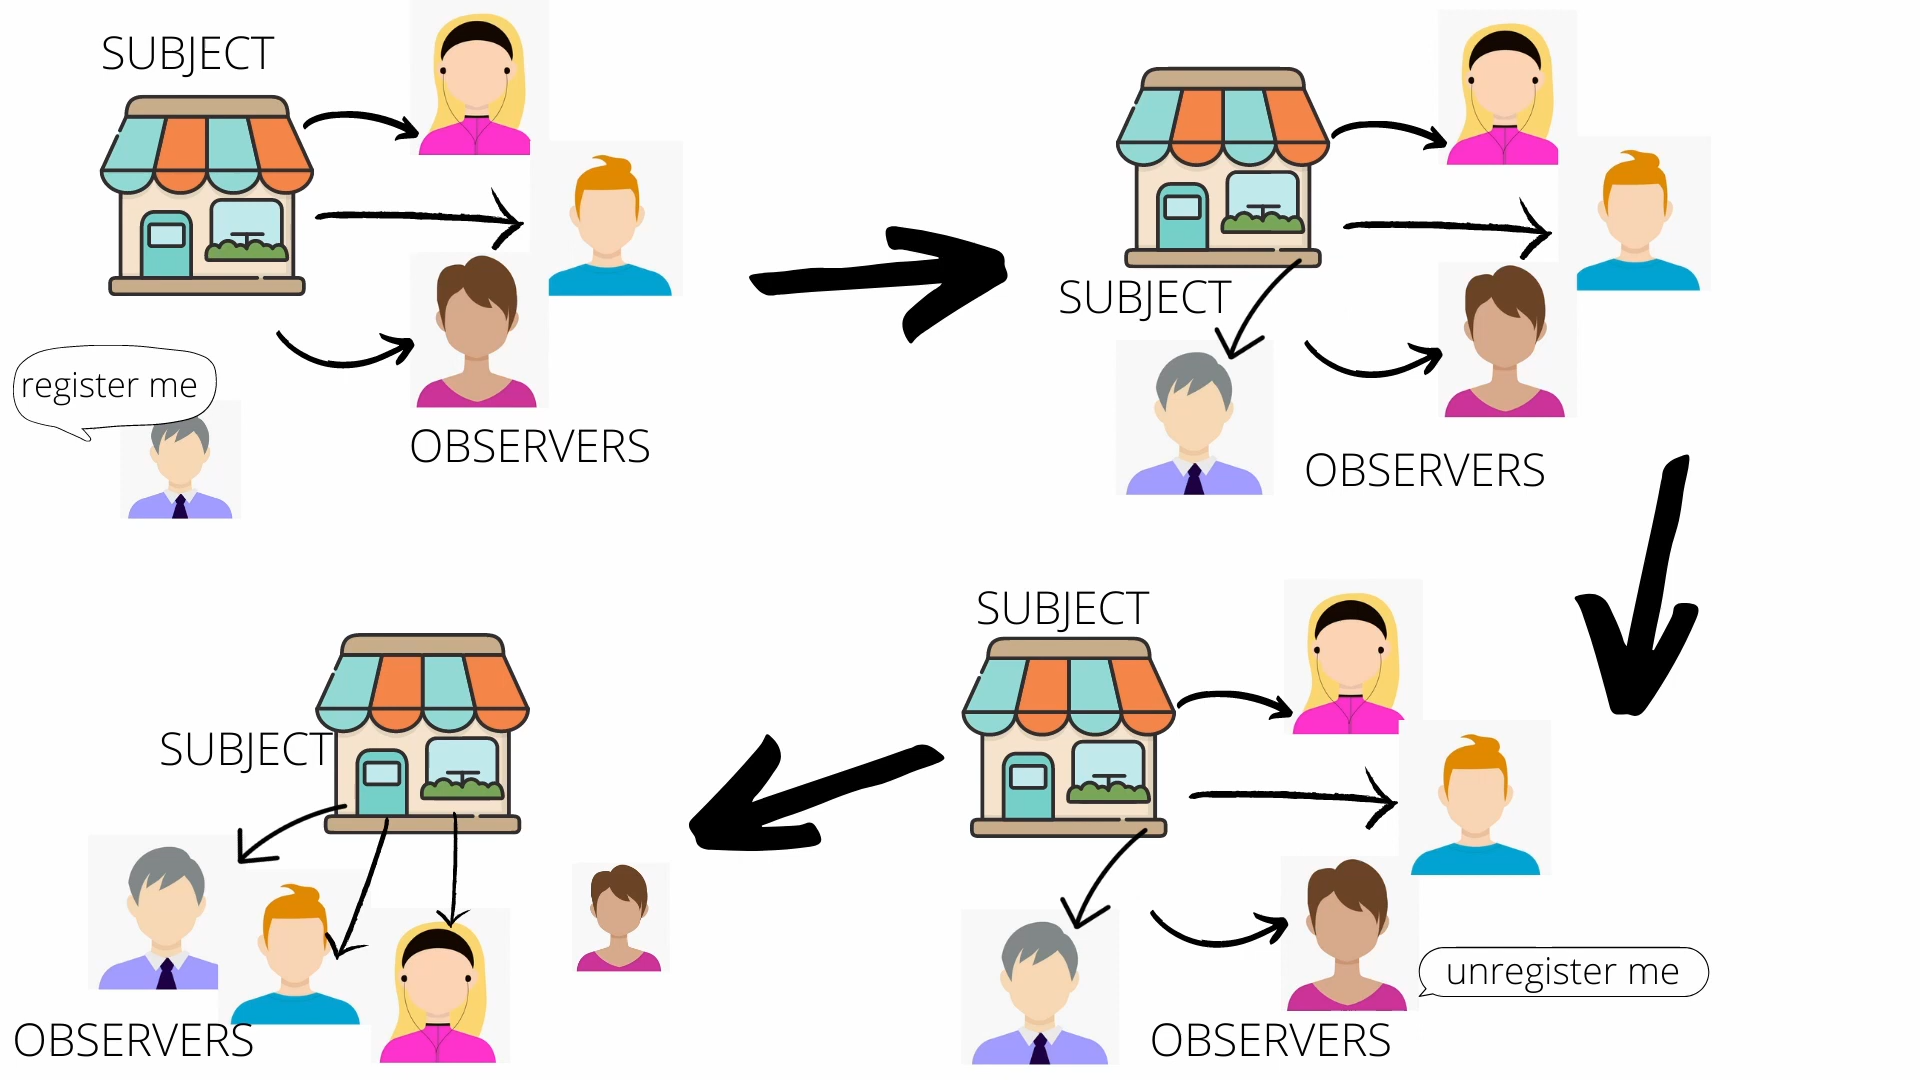 SUBJECT
register me
OBSERVERS
SUBJECT
OBSERVERS
SUBJECT
unregister me
OBSERVERS
SUBJECT
OBSERVERS